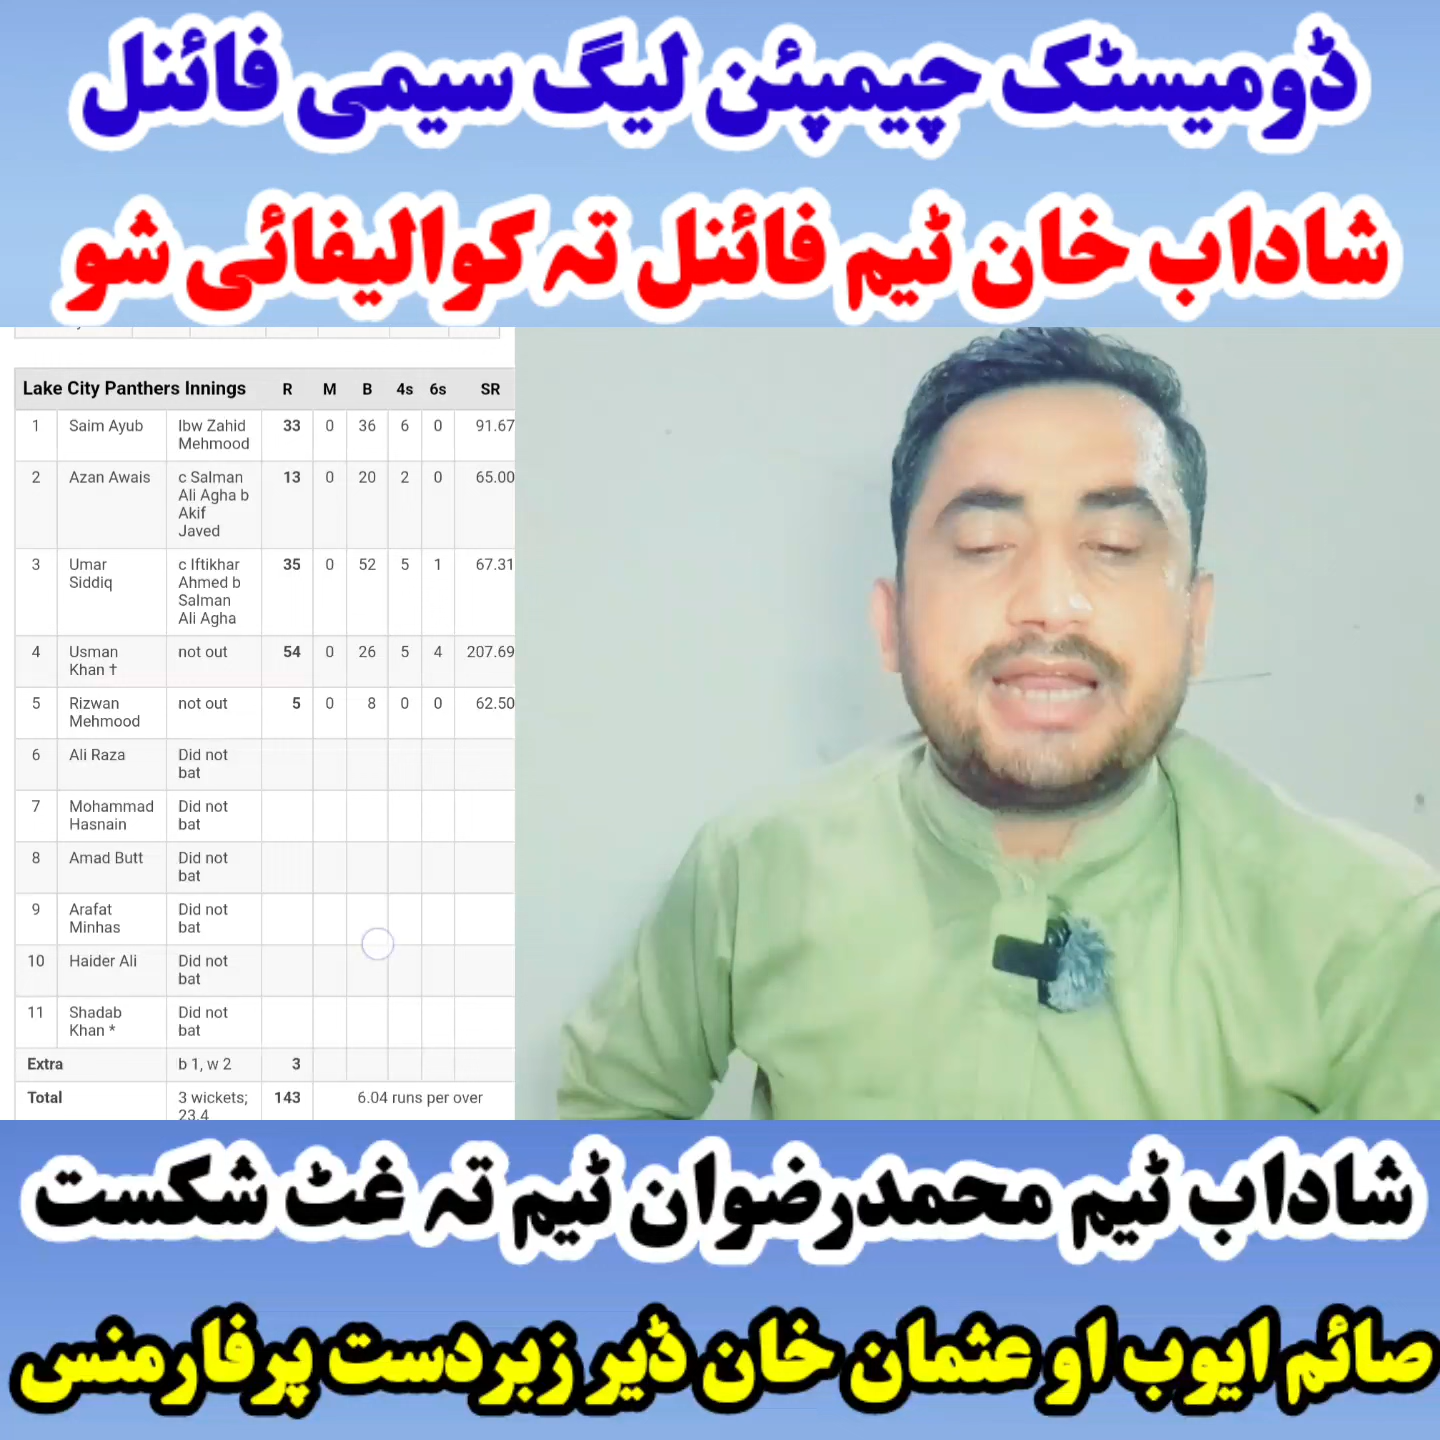 ڈومیسٹک چیمپئن لیگ سیمی فائنل
شاداب خان ٹیم فائنل تہ کوالیفائی شو
Lake City Panthers Innings R M B 4s 6s SR
1 Saim Ayub lbw Zahid Mehmood 33 0 36 6 0 91.67
2 Azan Awais c Salman Ali Agha b Akif Javed 13 0 20 2 0 65.00
3 Umar Siddiq c Iftikhar Ahmed b Salman Ali Agha 35 0 52 5 1 67.31
4 Usman Khan † not out 54 0 26 5 4 207.69
5 Rizwan Mehmood not out 5 0 8 0 0 62.50
6 Ali Raza Did not bat
7 Mohammad Hasnain Did not bat
8 Amad Butt Did not bat
9 Arafat Minhas Did not bat
10 Haider Ali Did not bat
11 Shadab Khan * Did not bat
Extra b 1, w 2 3
Total 3 wickets; 23.4 143 6.04 runs per over
شاداب ٹیم محمدرضوان ٹیم تہ غٹ شکست
صائم ایوب او عثمان خان ڈیر زبردست پرفارمنس